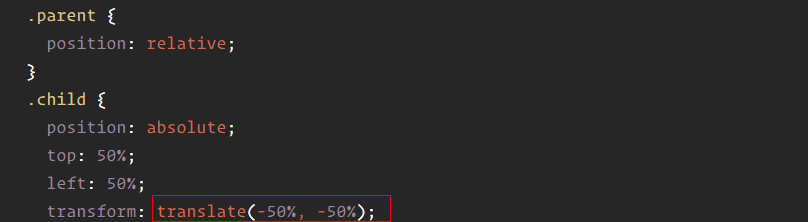 .parent {
position: relative;
}
.child {
position: absolute;
top: 50%;
left: 50%;
transform: translate(-50%, -50%);